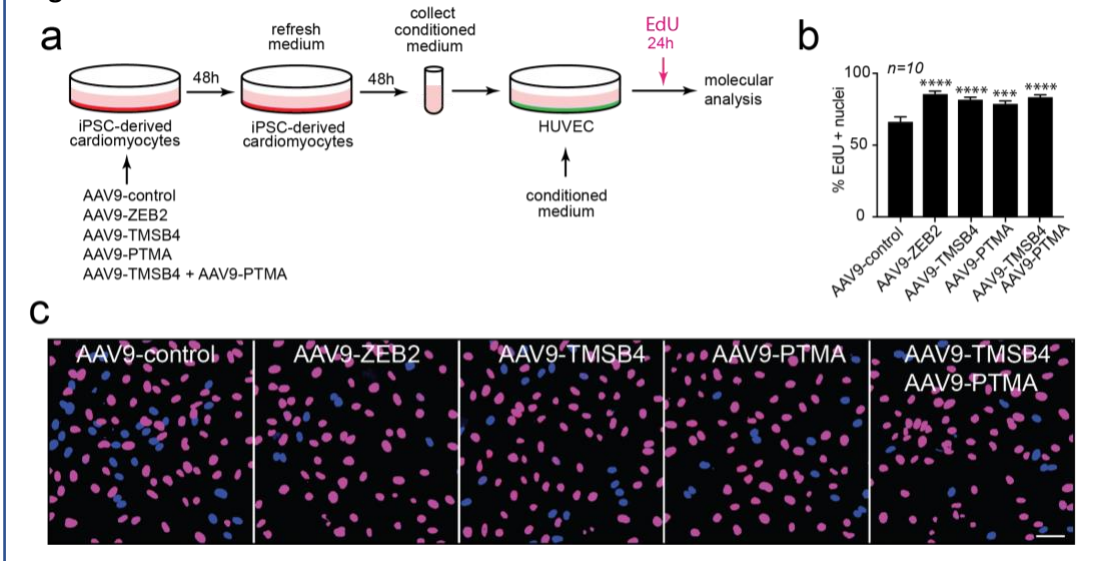 a
refresh
medium
collect
conditioned
medium
EdU
24h
48h
48h
molecular
analysis
iPSC-derived
cardiomyocytes
iPSC-derived
cardiomyocytes
HUVEC
AAV9-control
AAV9-ZEB2
AAV9-TMSB4
AAV9-PTMA
AAV9-TMSB4 + AAV9-PTMA
conditioned
medium
b
n=10
**** **** *** ****
% EdU + nuclei
100
50
0
AAV9-control
AAV9-ZEB2
AAV9-TMSB4
AAV9-PTMA
AAV9-TMSB4
AAV9-PTMA
c
AAV9-control
AAV9-ZEB2
AAV9-TMSB4
AAV9-PTMA
AAV9-TMSB4
AAV9-PTMA